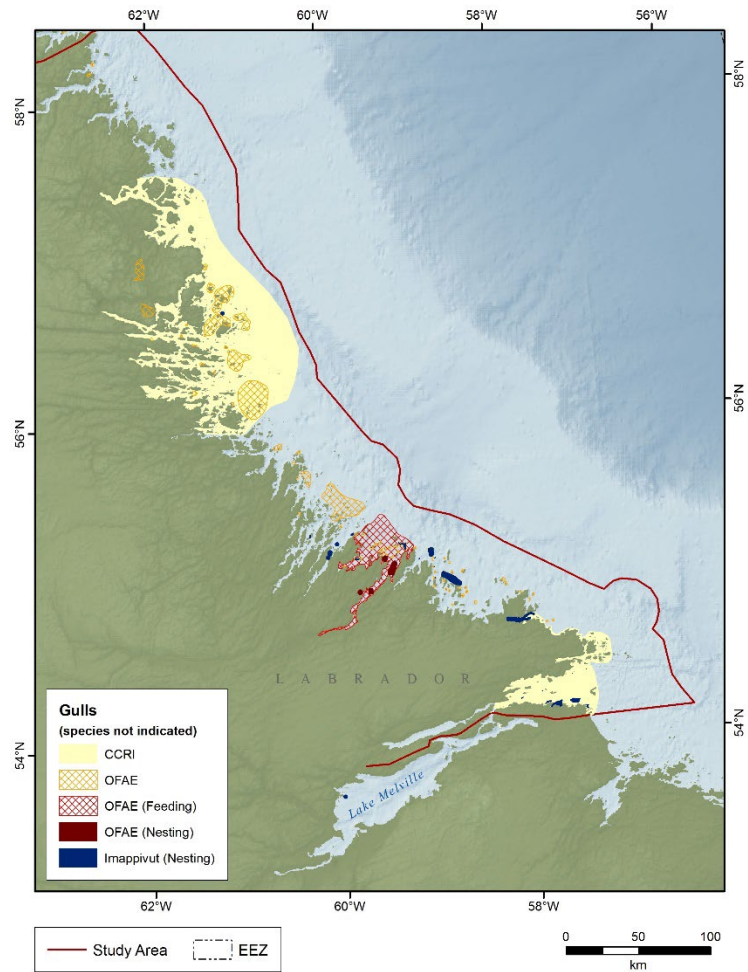 62°W
60°W
58°W
56°W
58°N
58°N
56°N
56°N
LABRADOR
54°N
54°N
Lake Melville
Gulls
(species not indicated)
CCRI
OFAE
OFAE (Feeding)
OFAE (Nesting)
Imappivut (Nesting)
62°W
60°W
58°W
Study Area
EEZ
0 50 100
km